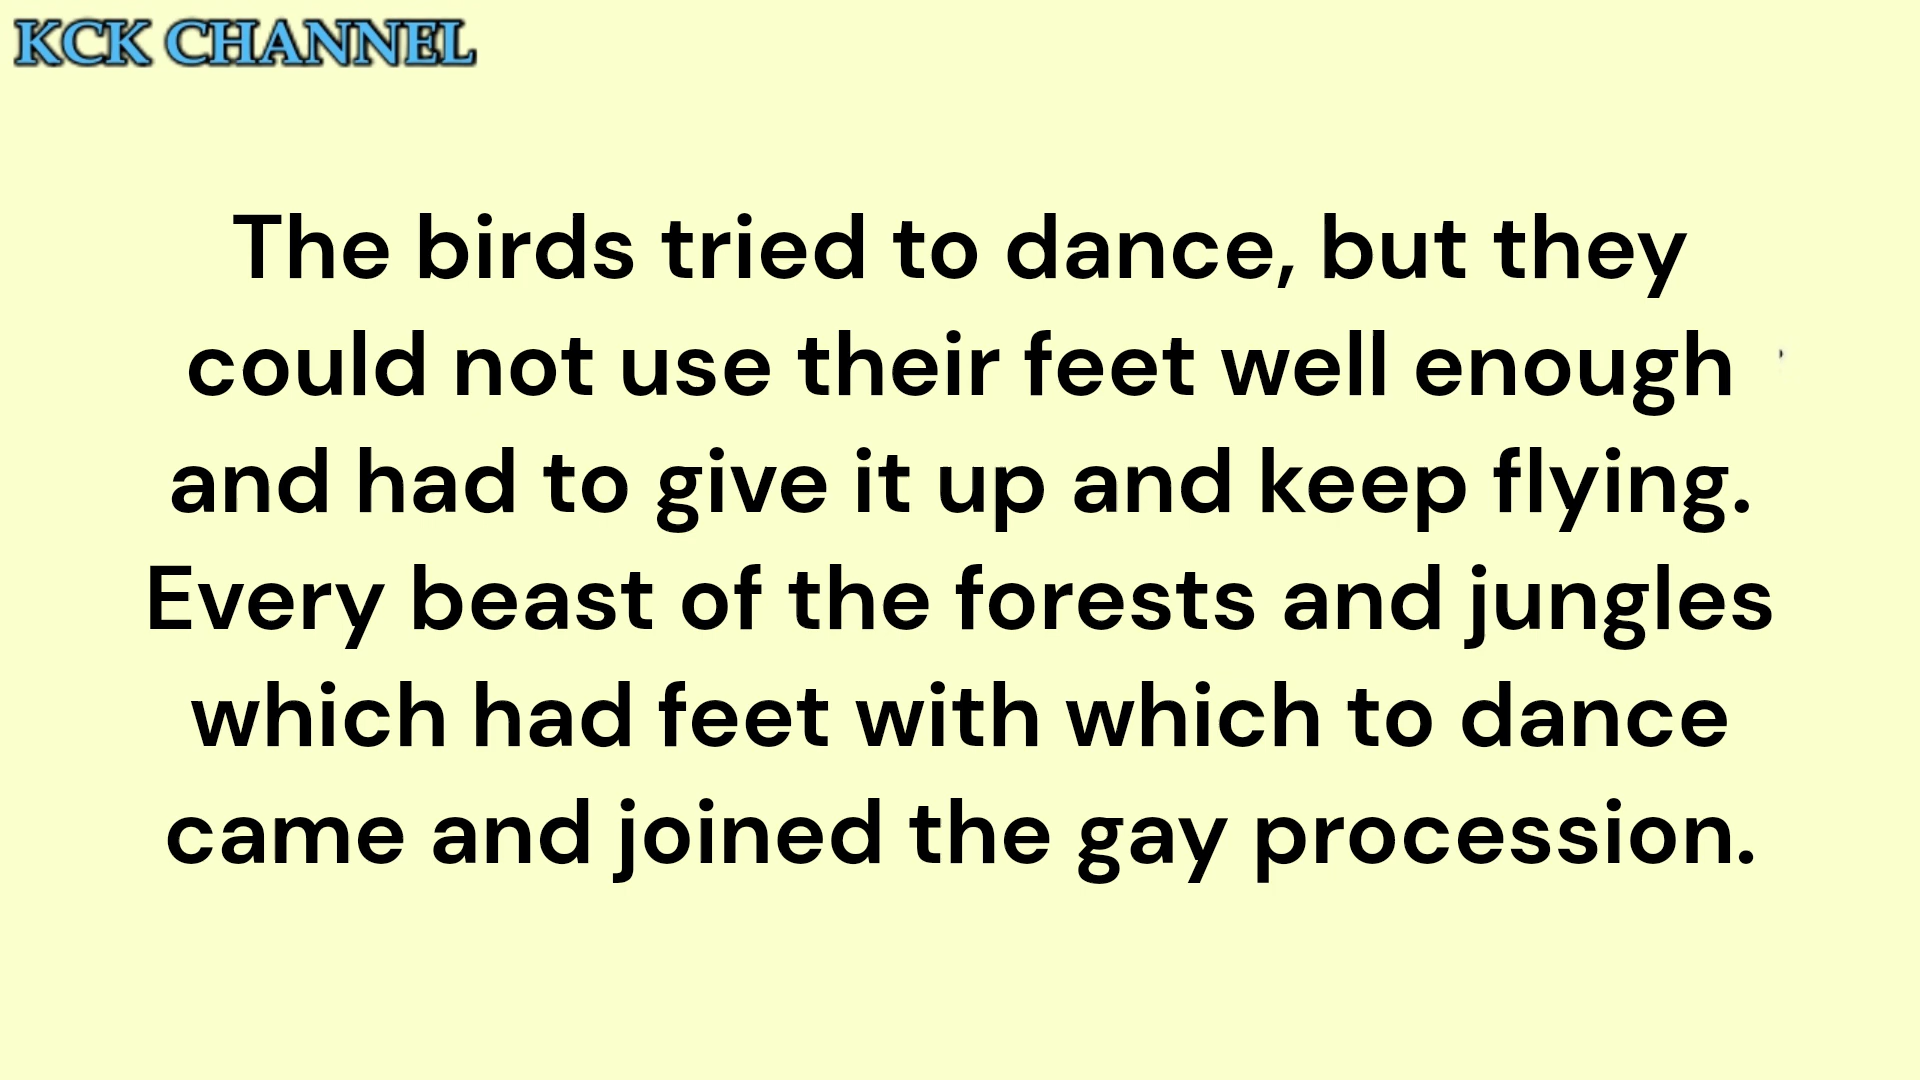 KCK CHANNEL
The birds tried to dance, but they
could not use their feet well enough
and had to give it up and keep flying.
Every beast of the forests and jungles
which had feet with which to dance
came and joined the gay procession.